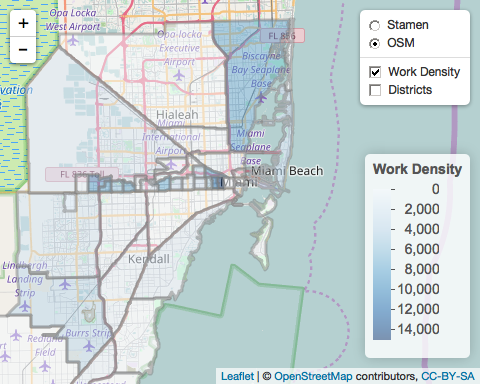 +
−
Opa Locka
West Airport
Opa-locka
Executive
Airport
FL 886
Biscayne
Bay Seaplane
Base
Hialeah
Miami
International
Airport
Miami
Seaplane
Base
FL 836 Toll
Miami Beach
Miami
Kendall
Lindbergh
Landing
Strip
Burrs Strip
Redland
Field
Homestead
Stamen
OSM
Work Density
Districts
Work Density
0
2,000
4,000
6,000
8,000
10,000
12,000
14,000
Leaflet | © OpenStreetMap contributors, CC-BY-SA